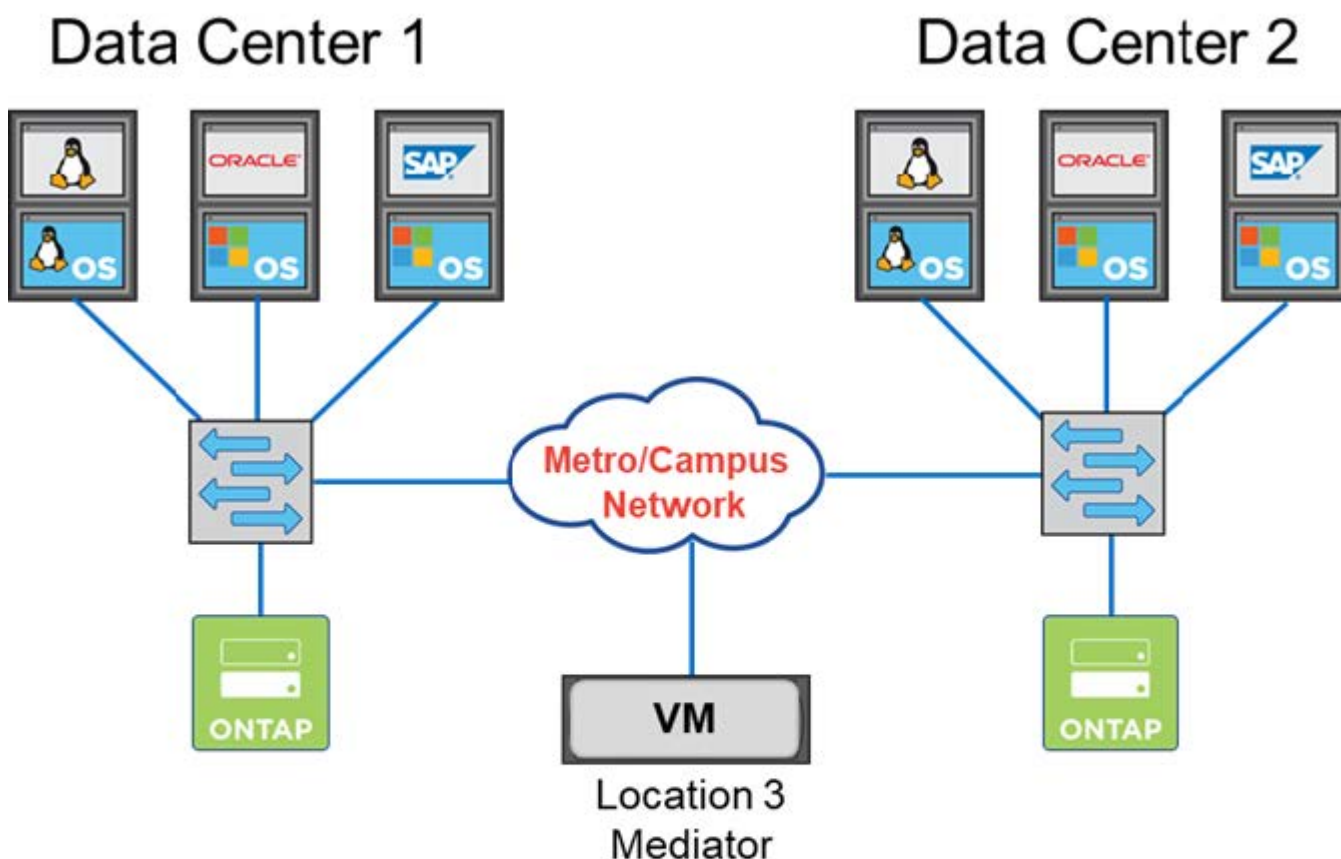 Data Center 1
Data Center 2
ORACLE
SAP
ORACLE
SAP
OS
OS
OS
OS
OS
OS
Metro/Campus
Network
ONTAP
VM
ONTAP
Location 3
Mediator